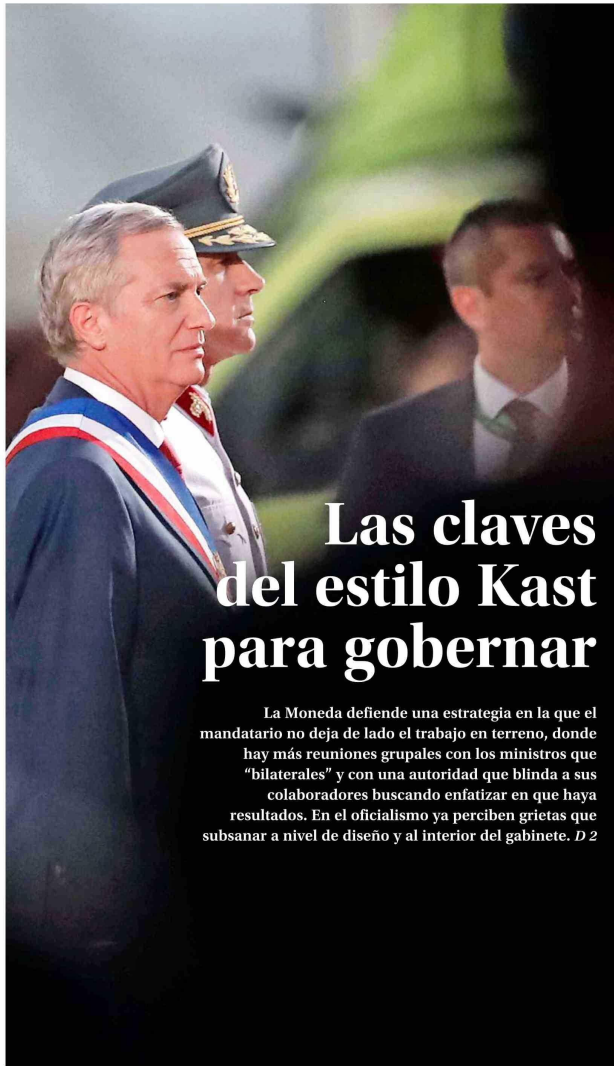 Las claves
del estilo Kast
para gobernar
La Moneda defiende una estrategia en la que el
mandatario no deja de lado el trabajo en terreno, donde
hay más reuniones grupales con los ministros que
“bilaterales” y con una autoridad que blinda a sus
colaboradores buscando enfatizar en que haya
resultados. En el oficialismo ya perciben grietas que
subsanar a nivel de diseño y al interior del gabinete. D 2